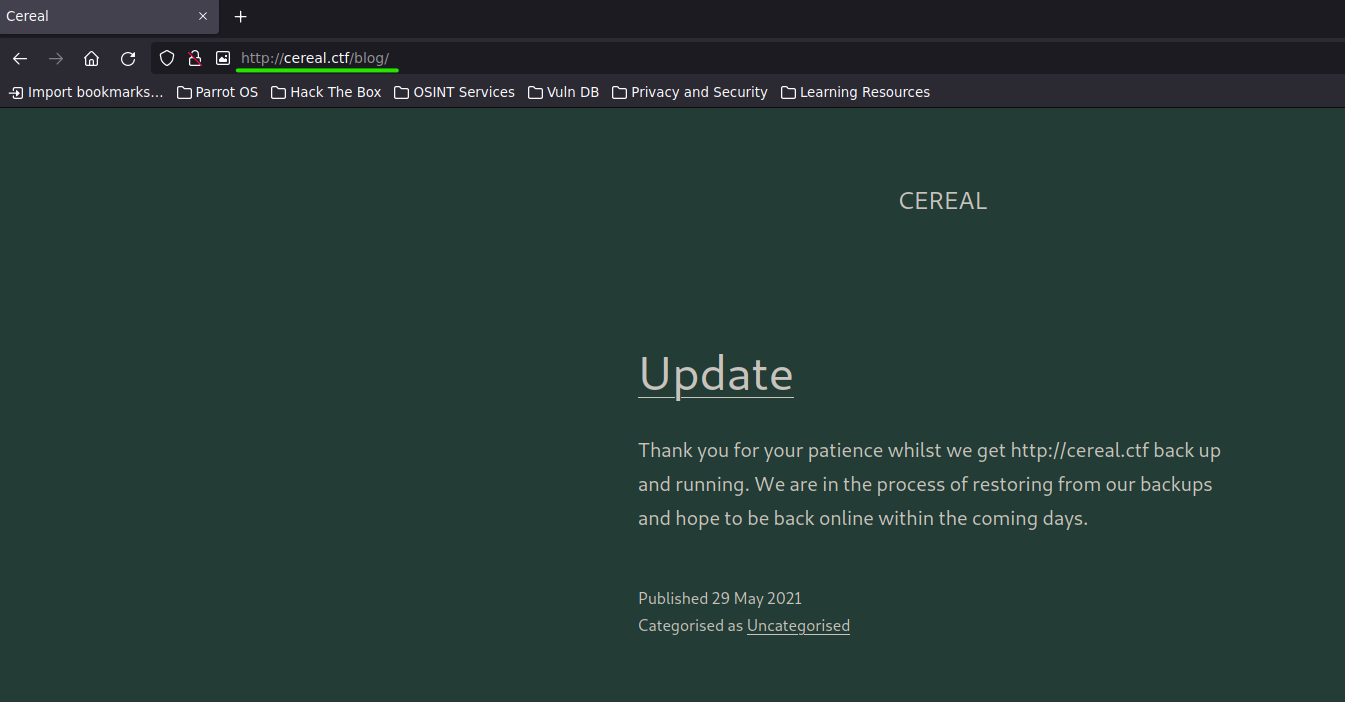 Cereal
http://cereal.ctf/blog/
Import bookmarks... Parrot OS Hack The Box OSINT Services Vuln DB Privacy and Security Learning Resources
CEREAL
Update
Thank you for your patience whilst we get http://cereal.ctf back up
and running. We are in the process of restoring from our backups
and hope to be back online within the coming days.
Published 29 May 2021
Categorised as Uncategorised